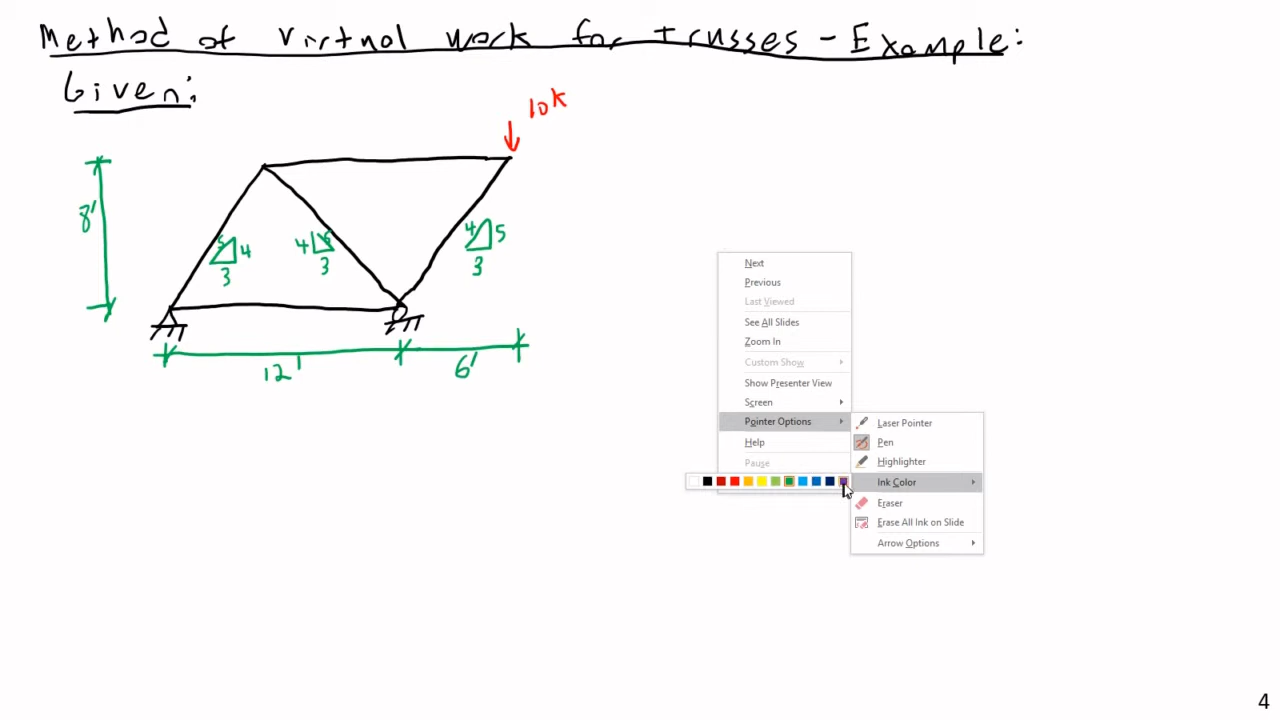 Method of Virtual work for trusses - Example:
Given:
10k
8'
5 4
3
4 5
3
4 5
3
12'
6'
Next
Previous
Last Viewed
See All Slides
Zoom In
Custom Show
Show Presenter View
Screen
Pointer Options
Help
Pause
Laser Pointer
Pen
Highlighter
Ink Color
Eraser
Erase All Ink on Slide
Arrow Options
4